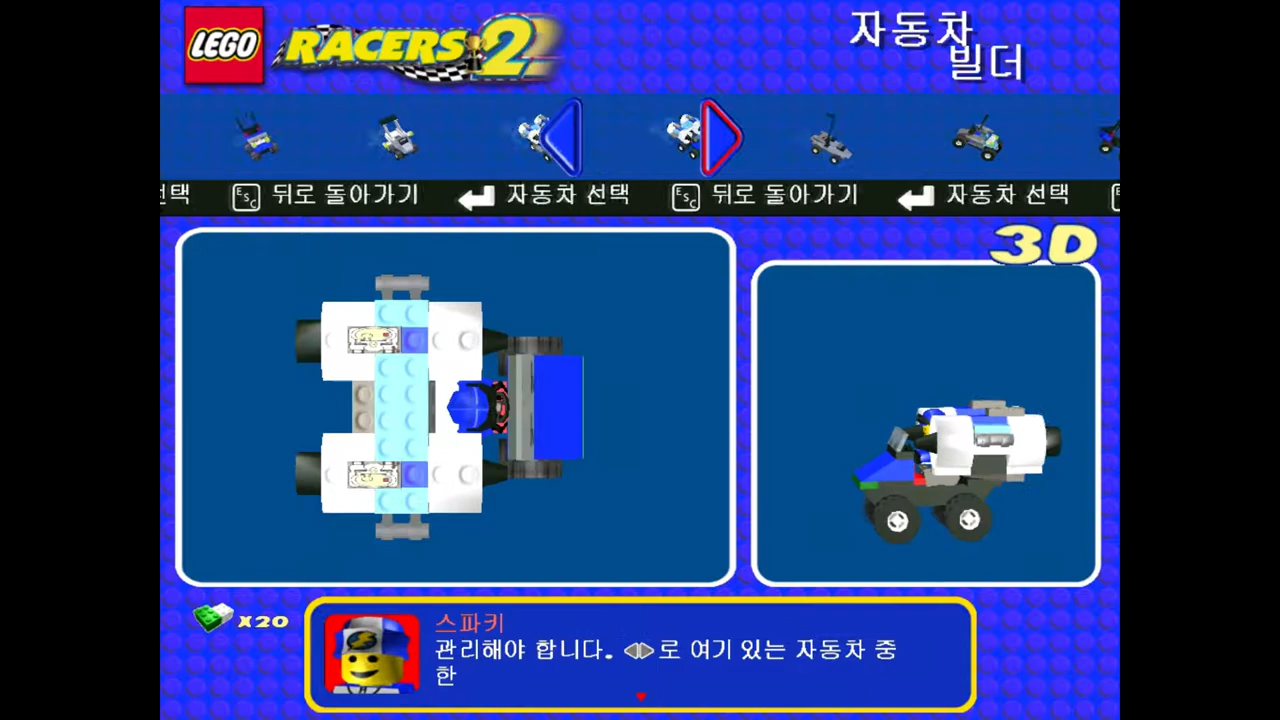 LEGO RACERS 2
자동차
빌더
선택 Esc 뒤로 돌아가기 자동차 선택 Esc 뒤로 돌아가기 자동차 선택
3D
X20
스파키
관리해야 합니다. 로 여기 있는 자동차 중
한